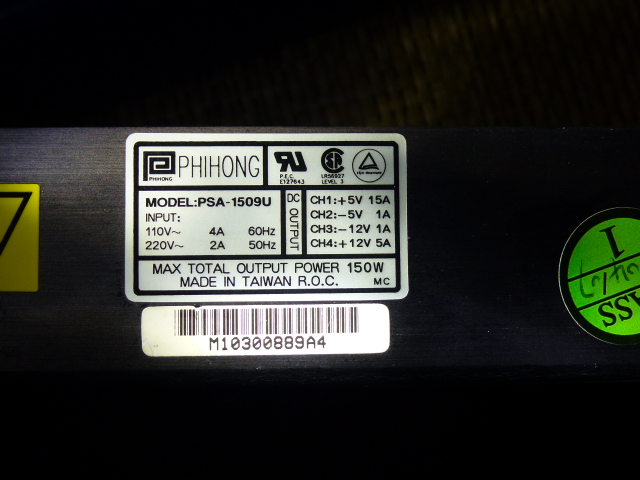 PHIHONG
PHIHONG
P.E.C.
E127643
LR56927
LEVEL 3
MODEL:PSA-1509U
INPUT:
110V~ 4A 60Hz
220V~ 2A 50Hz
DC OUTPUT
CH1:+5V 15A
CH2:-5V 1A
CH3:-12V 1A
CH4:+12V 5A
MAX TOTAL OUTPUT POWER 150W
MADE IN TAIWAN R.O.C.
MC
M10300889A4
1
ASS